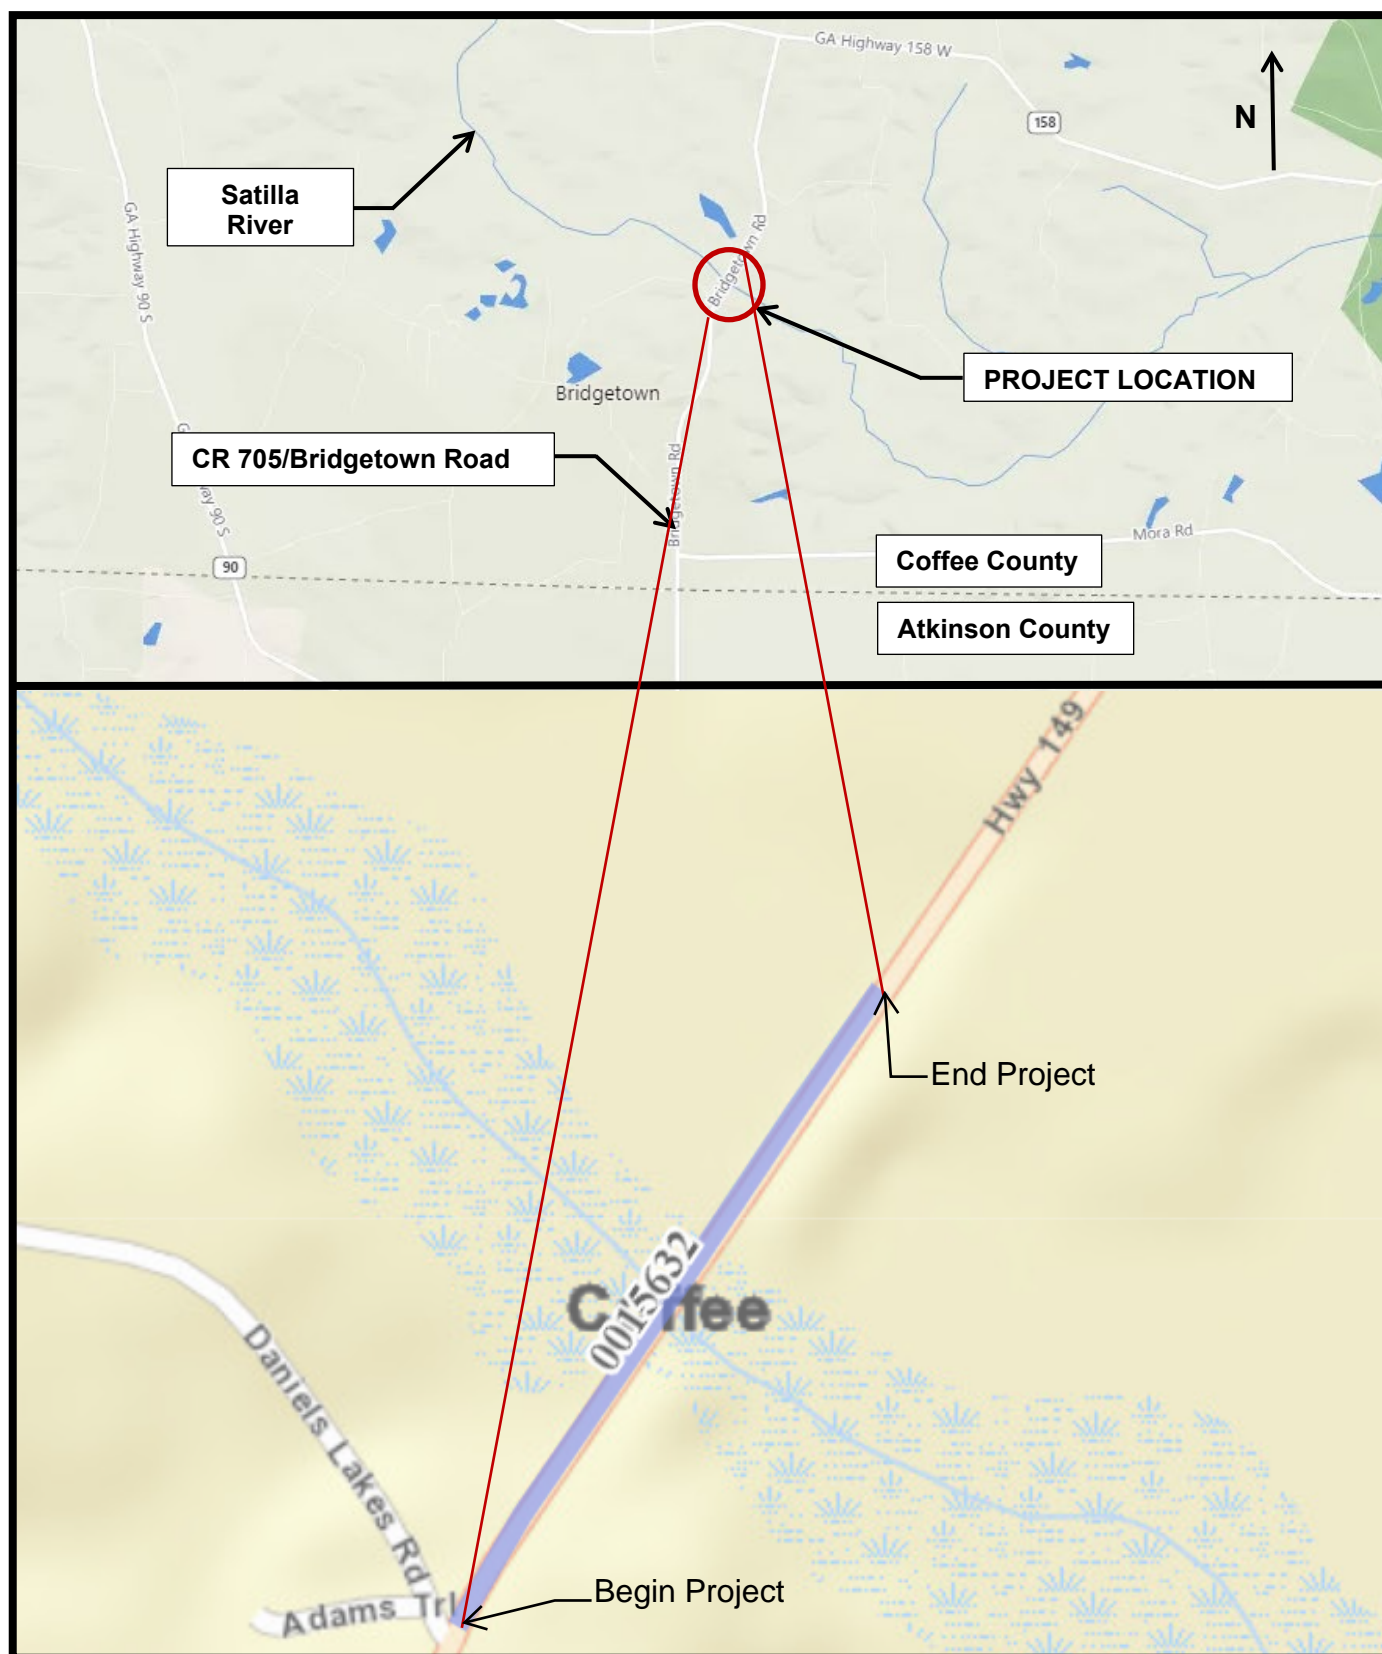 GA Highway 158 W
158
N
Satilla
River
GA Highway 90 S
Bridgetown Rd
PROJECT LOCATION
Bridgetown
CR 705/Bridgetown Road
Bridgetown Rd
way 90 S
Mora Rd
Coffee County
90
Atkinson County
Hwy 149
End Project
0015632
Daniels Lakes Rd
Begin Project
Adams Trl